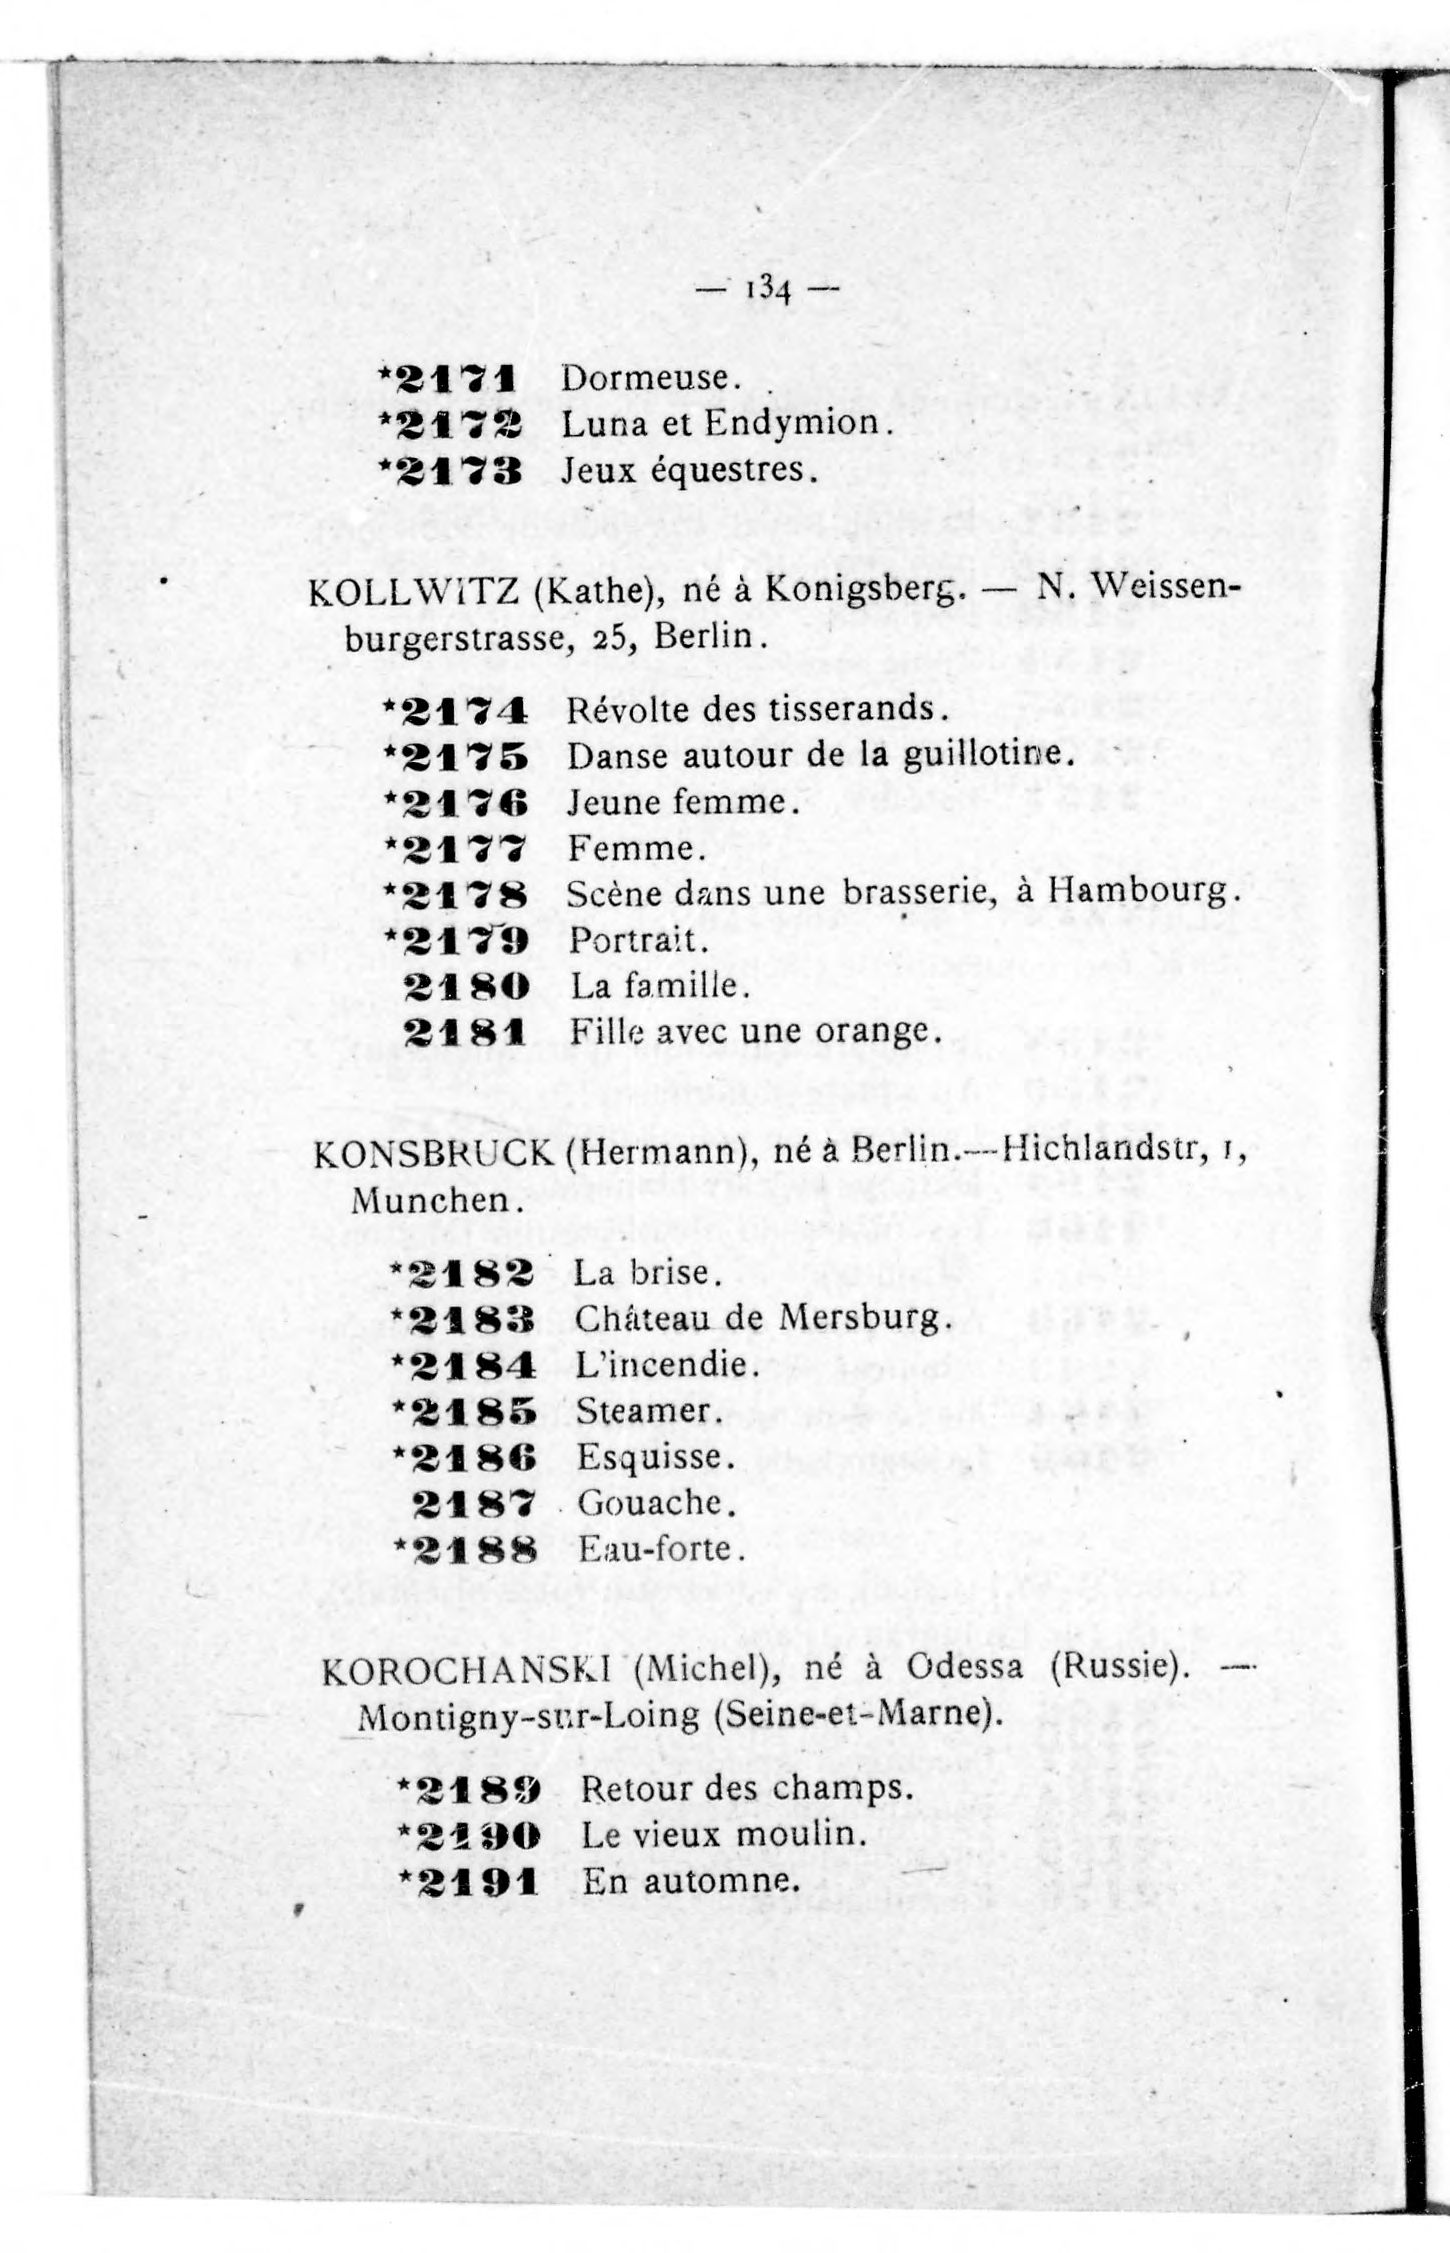 — 134 —
*2171 Dormeuse.
*2172 Luna et Endymion.
*2173 Jeux équestres.
KOLLWITZ (Kathe), né à Konigsberg. — N. Weissen-
burgerstrasse, 25, Berlin.
*2174 Révolte des tisserands.
*2175 Danse autour de la guillotine.
*2176 Jeune femme.
*2177 Femme.
*2178 Scène dans une brasserie, à Hambourg.
*2179 Portrait.
2180 La famille.
2181 Fille avec une orange.
KONSBRUCK (Hermann), né à Berlin.—Hichlandstr, 1,
Munchen.
*2182 La brise.
*2183 Château de Mersburg.
*2184 L'incendie.
*2185 Steamer.
*2186 Esquisse.
2187 Gouache.
*2188 Eau-forte.
KOROCHANSKI (Michel), né à Odessa (Russie). —
Montigny-sur-Loing (Seine-et-Marne).
*2189 Retour des champs.
*2190 Le vieux moulin.
*2191 En automne.